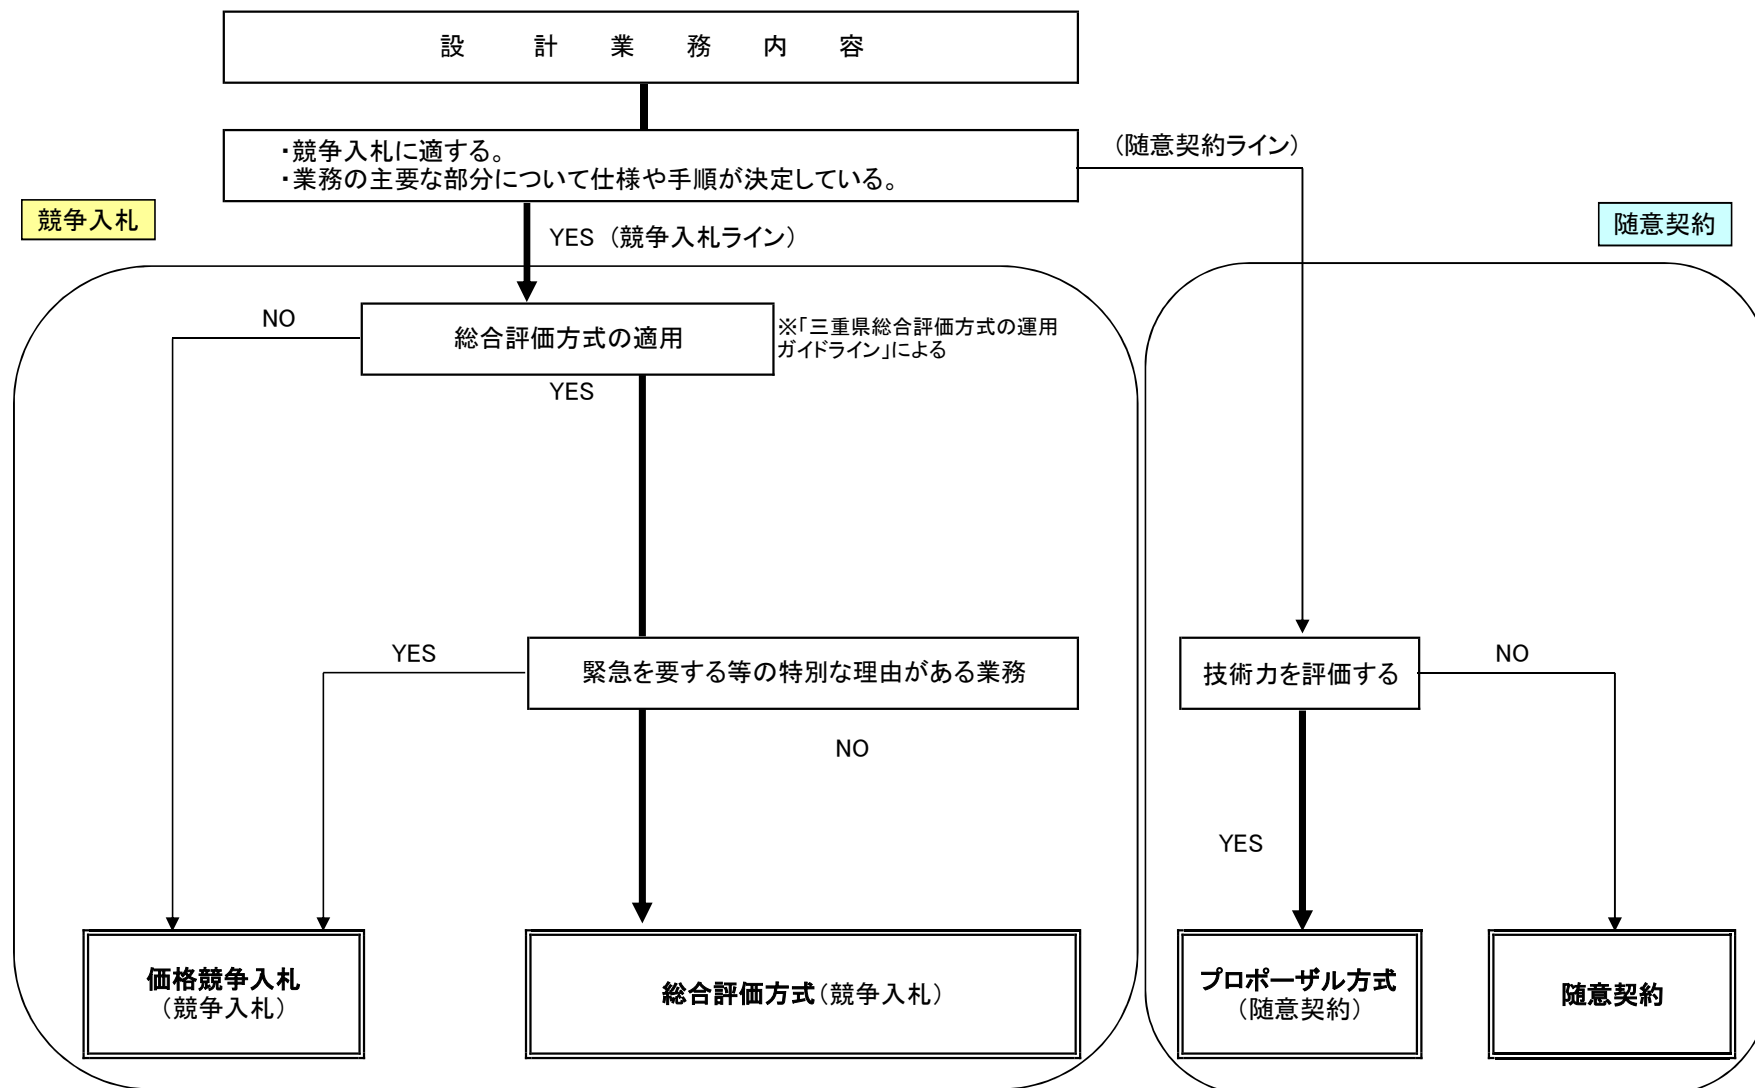 設計業務内容
・競争入札に適する。
・業務の主要な部分について仕様や手順が決定している。
(随意契約ライン)
競争入札
YES (競争入札ライン)
随意契約
NO
総合評価方式の適用
※「三重県総合評価方式の運用
ガイドライン」による
YES
YES
緊急を要する等の特別な理由がある業務
NO
技術力を評価する
NO
YES
価格競争入札
(競争入札)
総合評価方式(競争入札)
プロポーザル方式
(随意契約)
随意契約